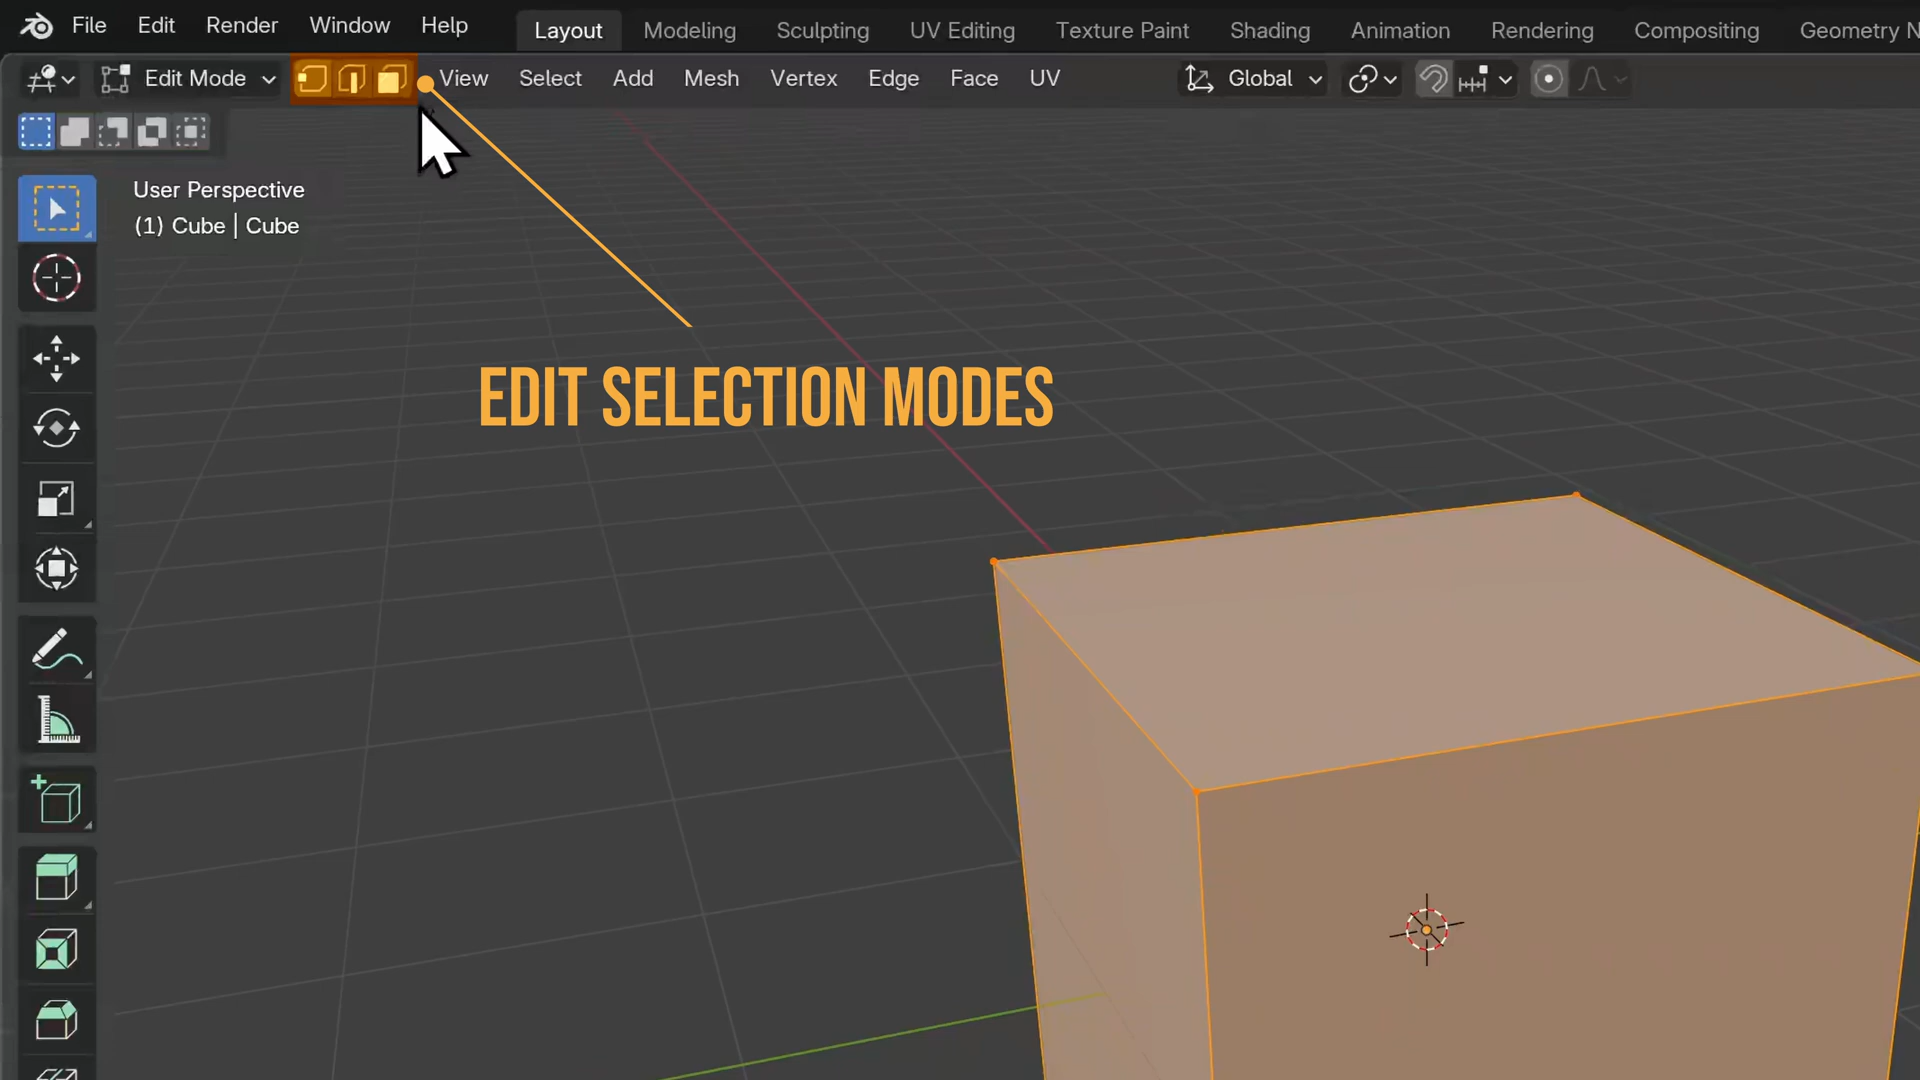 File Edit Render Window Help Layout Modeling Sculpting UV Editing Texture Paint Shading Animation Rendering Compositing Geometry N
Edit Mode View Select Add Mesh Vertex Edge Face UV Global
User Perspective
(1) Cube | Cube
EDIT SELECTION MODES